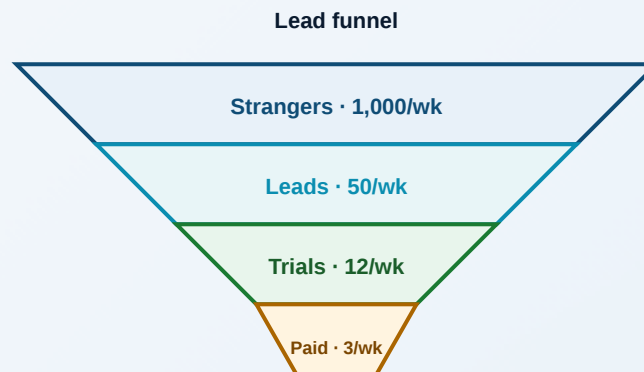 Lead funnel
Strangers · 1,000/wk
Leads · 50/wk
Trials · 12/wk
Paid · 3/wk